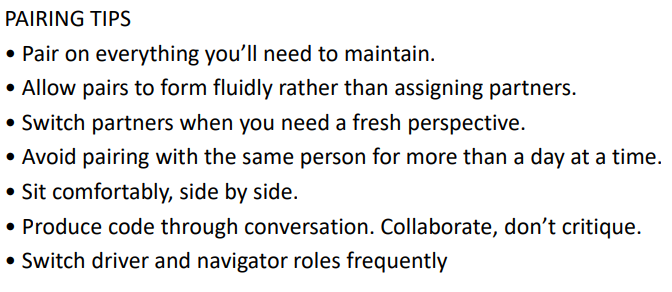 PAIRING TIPS
• Pair on everything you’ll need to maintain.
• Allow pairs to form fluidly rather than assigning partners.
• Switch partners when you need a fresh perspective.
• Avoid pairing with the same person for more than a day at a time.
• Sit comfortably, side by side.
• Produce code through conversation. Collaborate, don’t critique.
• Switch driver and navigator roles frequently